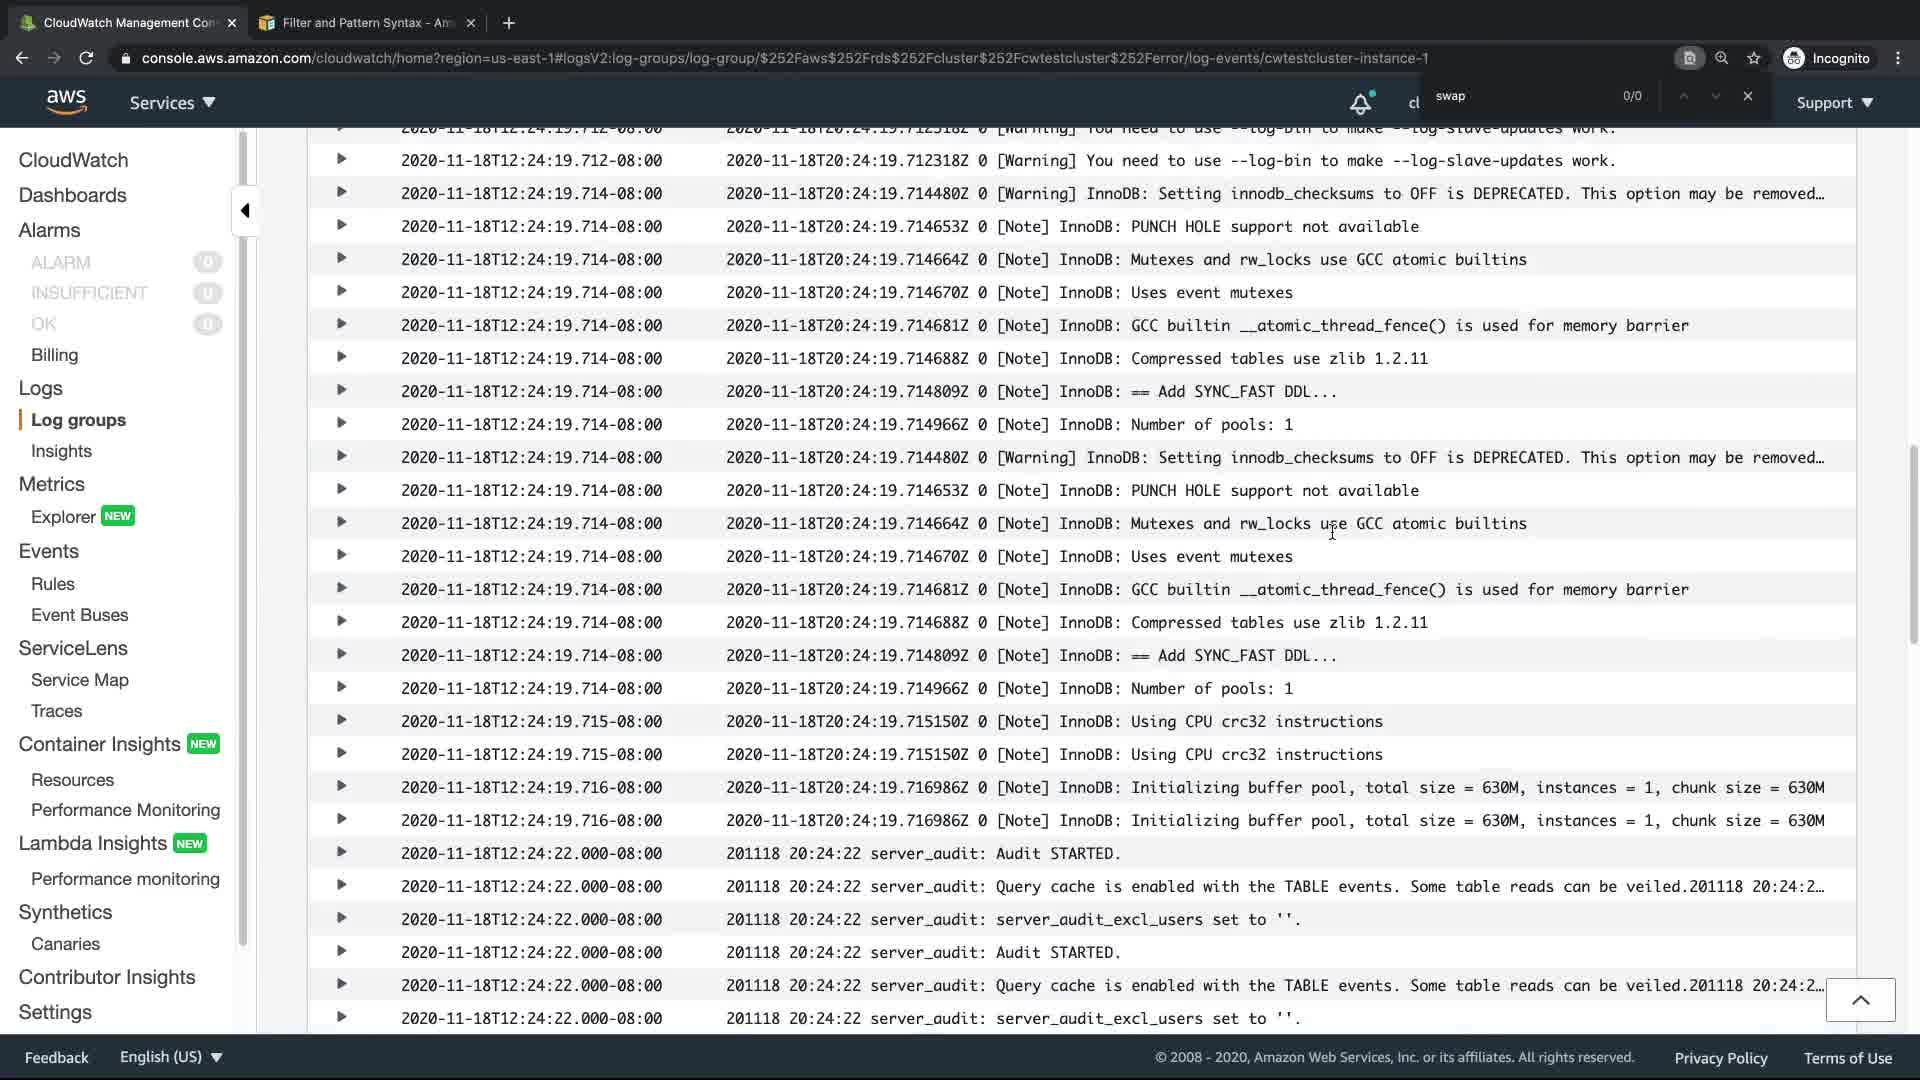 CloudWatch Management Con
Filter and Pattern Syntax - Am
console.aws.amazon.com/cloudwatch/home?region=us-east-1#logsV2:log-groups/log-group/$252Faws$252Frds$252Fcluster$252Fcwtestcluster$252Ferror/log-events/cwtestcluster-instance-1
Incognito
aws
Services
swap
0/0
Support
CloudWatch
Dashboards
Alarms
ALARM 0
INSUFFICIENT 0
OK 0
Billing
Logs
Log groups
Insights
Metrics
Explorer NEW
Events
Rules
Event Buses
ServiceLens
Service Map
Traces
Container Insights NEW
Resources
Performance Monitoring
Lambda Insights NEW
Performance monitoring
Synthetics
Canaries
Contributor Insights
Settings
2020-11-18T12:24:19.712-08:00 2020-11-18T20:24:19.712318Z 0 [Warning] You need to use --log-bin to make --log-slave-updates work.
2020-11-18T12:24:19.712-08:00 2020-11-18T20:24:19.712318Z 0 [Warning] You need to use --log-bin to make --log-slave-updates work.
2020-11-18T12:24:19.714-08:00 2020-11-18T20:24:19.714480Z 0 [Warning] InnoDB: Setting innodb_checksums to OFF is DEPRECATED. This option may be removed…
2020-11-18T12:24:19.714-08:00 2020-11-18T20:24:19.714653Z 0 [Note] InnoDB: PUNCH HOLE support not available
2020-11-18T12:24:19.714-08:00 2020-11-18T20:24:19.714664Z 0 [Note] InnoDB: Mutexes and rw_locks use GCC atomic builtins
2020-11-18T12:24:19.714-08:00 2020-11-18T20:24:19.714670Z 0 [Note] InnoDB: Uses event mutexes
2020-11-18T12:24:19.714-08:00 2020-11-18T20:24:19.714681Z 0 [Note] InnoDB: GCC builtin __atomic_thread_fence() is used for memory barrier
2020-11-18T12:24:19.714-08:00 2020-11-18T20:24:19.714688Z 0 [Note] InnoDB: Compressed tables use zlib 1.2.11
2020-11-18T12:24:19.714-08:00 2020-11-18T20:24:19.714809Z 0 [Note] InnoDB: == Add SYNC_FAST DDL...
2020-11-18T12:24:19.714-08:00 2020-11-18T20:24:19.714966Z 0 [Note] InnoDB: Number of pools: 1
2020-11-18T12:24:19.714-08:00 2020-11-18T20:24:19.714480Z 0 [Warning] InnoDB: Setting innodb_checksums to OFF is DEPRECATED. This option may be removed…
2020-11-18T12:24:19.714-08:00 2020-11-18T20:24:19.714653Z 0 [Note] InnoDB: PUNCH HOLE support not available
2020-11-18T12:24:19.714-08:00 2020-11-18T20:24:19.714664Z 0 [Note] InnoDB: Mutexes and rw_locks use GCC atomic builtins
2020-11-18T12:24:19.714-08:00 2020-11-18T20:24:19.714670Z 0 [Note] InnoDB: Uses event mutexes
2020-11-18T12:24:19.714-08:00 2020-11-18T20:24:19.714681Z 0 [Note] InnoDB: GCC builtin __atomic_thread_fence() is used for memory barrier
2020-11-18T12:24:19.714-08:00 2020-11-18T20:24:19.714688Z 0 [Note] InnoDB: Compressed tables use zlib 1.2.11
2020-11-18T12:24:19.714-08:00 2020-11-18T20:24:19.714809Z 0 [Note] InnoDB: == Add SYNC_FAST DDL...
2020-11-18T12:24:19.714-08:00 2020-11-18T20:24:19.714966Z 0 [Note] InnoDB: Number of pools: 1
2020-11-18T12:24:19.715-08:00 2020-11-18T20:24:19.715150Z 0 [Note] InnoDB: Using CPU crc32 instructions
2020-11-18T12:24:19.715-08:00 2020-11-18T20:24:19.715150Z 0 [Note] InnoDB: Using CPU crc32 instructions
2020-11-18T12:24:19.716-08:00 2020-11-18T20:24:19.716986Z 0 [Note] InnoDB: Initializing buffer pool, total size = 630M, instances = 1, chunk size = 630M
2020-11-18T12:24:19.716-08:00 2020-11-18T20:24:19.716986Z 0 [Note] InnoDB: Initializing buffer pool, total size = 630M, instances = 1, chunk size = 630M
2020-11-18T12:24:22.000-08:00 201118 20:24:22 server_audit: Audit STARTED.
2020-11-18T12:24:22.000-08:00 201118 20:24:22 server_audit: Query cache is enabled with the TABLE events. Some table reads can be veiled.201118 20:24:2…
2020-11-18T12:24:22.000-08:00 201118 20:24:22 server_audit: server_audit_excl_users set to ''.
2020-11-18T12:24:22.000-08:00 201118 20:24:22 server_audit: Audit STARTED.
2020-11-18T12:24:22.000-08:00 201118 20:24:22 server_audit: Query cache is enabled with the TABLE events. Some table reads can be veiled.201118 20:24:2…
2020-11-18T12:24:22.000-08:00 201118 20:24:22 server_audit: server_audit_excl_users set to ''.
Feedback
English (US)
© 2008 - 2020, Amazon Web Services, Inc. or its affiliates. All rights reserved.
Privacy Policy
Terms of Use